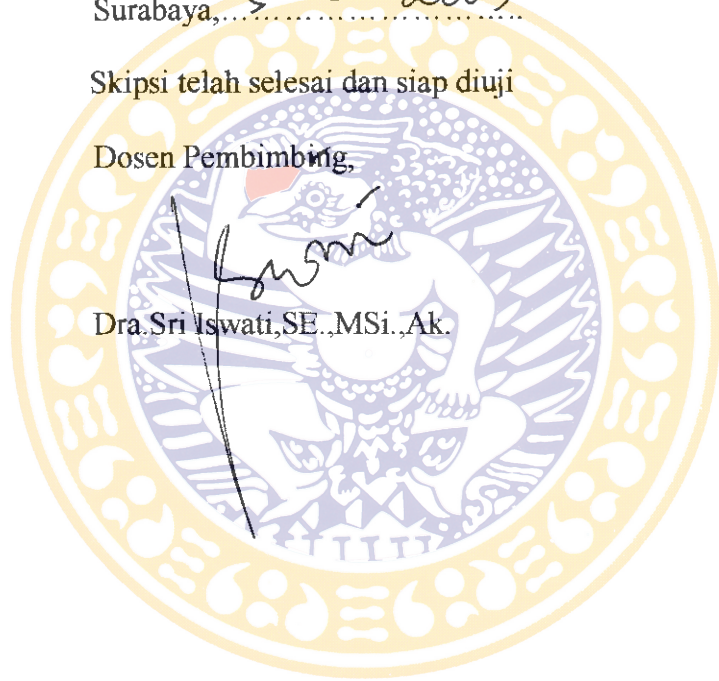 Surabaya,..............................
Skipsi telah selesai dan siap diuji
Dosen Pembimbing,
Dra.Sri Iswati,SE.,MSi.,Ak.